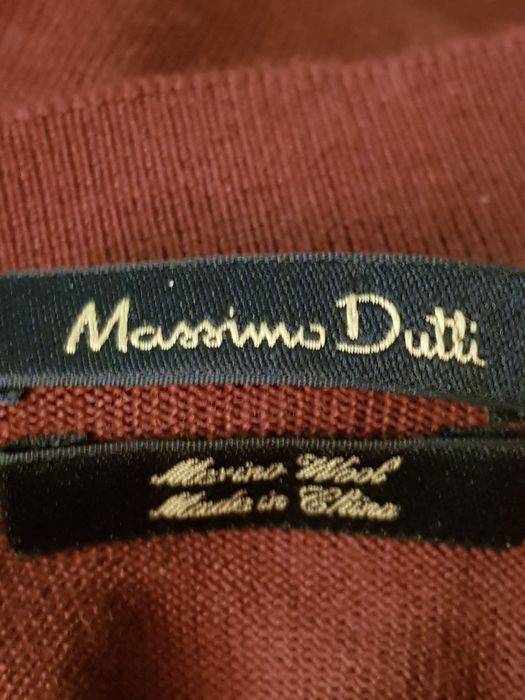 Massimo Dutti
Merino Wool
Made in China